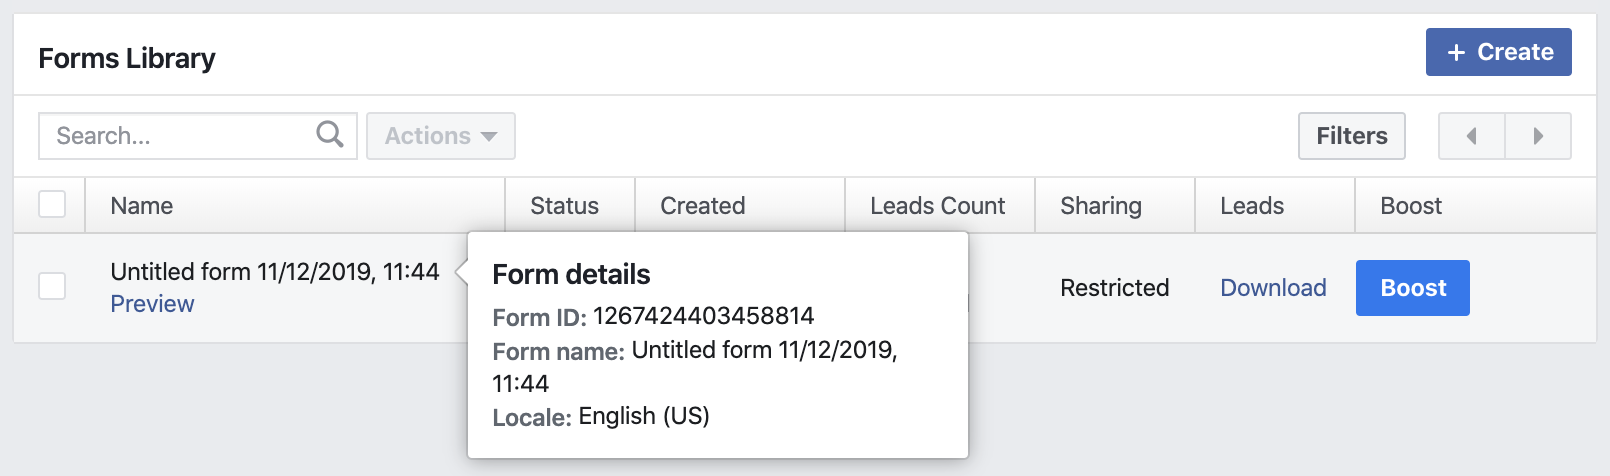 Forms Library
+ Create
Search...
Actions
Filters
Name Status Created Leads Count Sharing Leads Boost
Untitled form 11/12/2019, 11:44
Preview
Form details
Form ID: 1267424403458814
Form name: Untitled form 11/12/2019,
11:44
Locale: English (US)
Restricted
Download
Boost